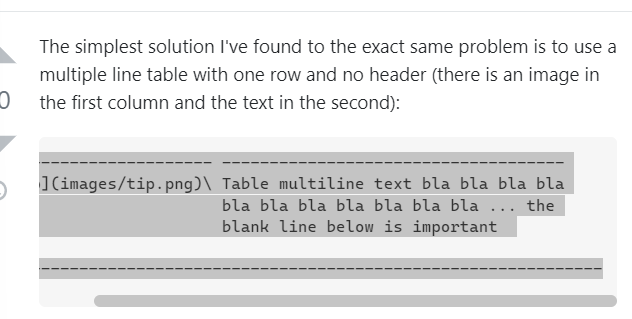 The simplest solution I've found to the exact same problem is to use a
multiple line table with one row and no header (there is an image in
0 the first column and the text in the second):
----------------- ----------------------------------
](images/tip.png)\ Table multiline text bla bla bla bla
bla bla bla bla bla bla bla ... the
blank line below is important
--------------------------------------------------------